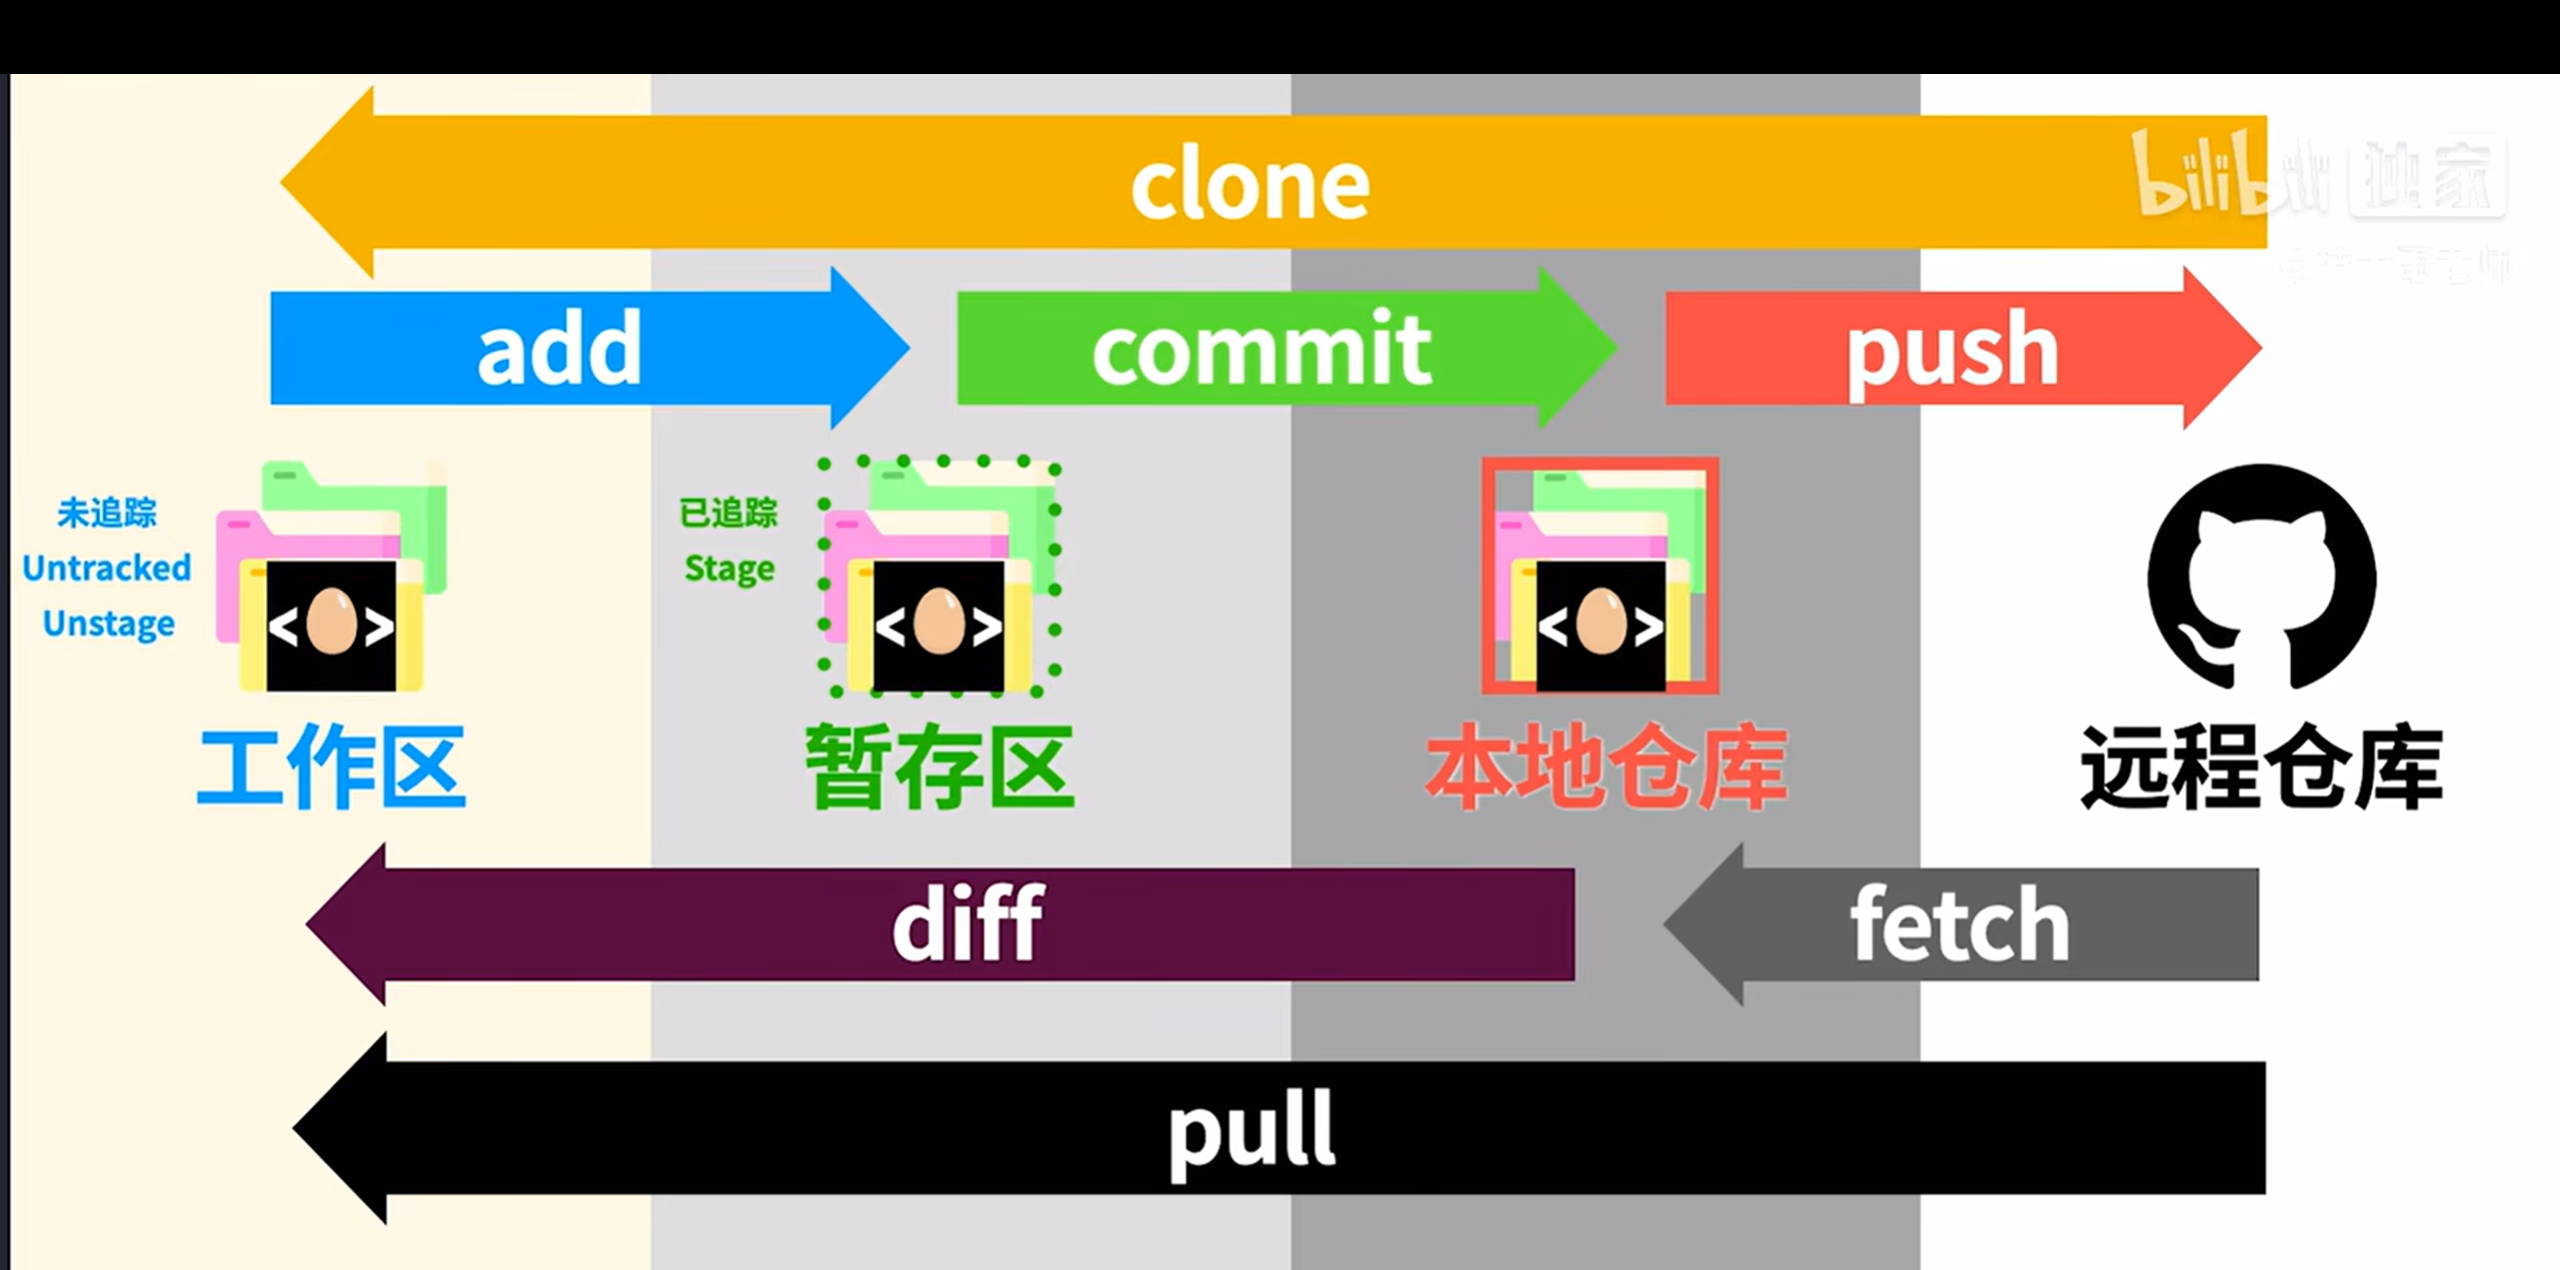 clone
bilibili 独家
add
commit
push
未追踪
Untracked
Unstage
已追踪
Stage
< >
< >
< >
工作区
暂存区
本地仓库
远程仓库
diff
fetch
pull